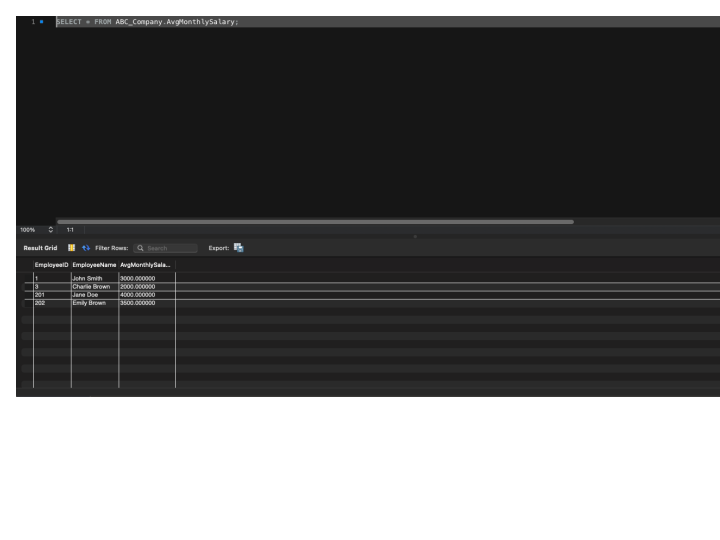 1 SELECT * FROM ABC_Company.AvgMonthlySalary;
100% 1:1
Result Grid Filter Rows: Search Export:
EmployeeID EmployeeName AvgMonthlySala...
1 John Smith 3000.000000
3 Charlie Brown 2000.000000
201 Jane Doe 4000.000000
202 Emily Brown 3500.000000